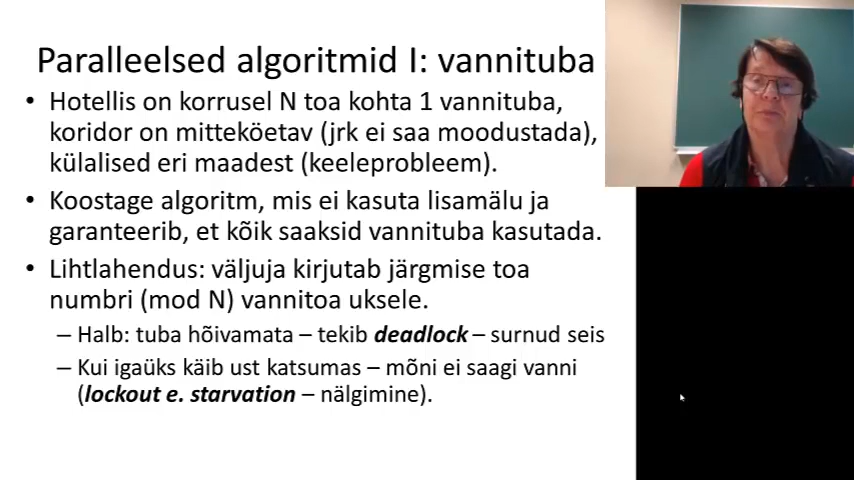 Paralleelsed algoritmid I: vannituba
• Hotellis on korrusel N toa kohta 1 vannituba,
koridor on mitteköetav (jrk ei saa moodustada),
külalised eri maadest (keeleprobleem).
• Koostage algoritm, mis ei kasuta lisamälu ja
garanteerib, et kõik saaksid vannituba kasutada.
• Lihtlahendus: väljuja kirjutab järgmise toa
numbri (mod N) vannitoa uksele.
– Halb: tuba hõivamata – tekib deadlock – surnud seis
– Kui igaüks käib ust katsumas – mõni ei saagi vanni
(lockout e. starvation – nälgimine).